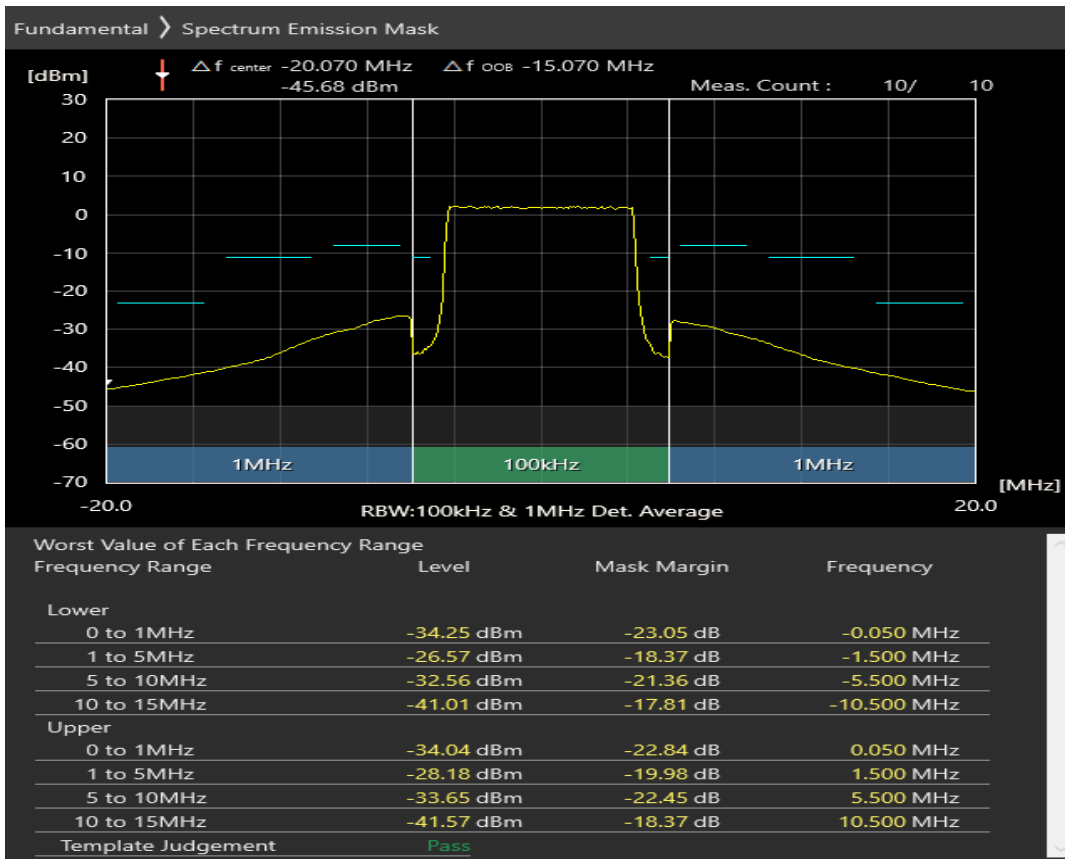 Fundamental ❭ Spectrum Emission Mask
[dBm] △f center -20.070 MHz △f OOB -15.070 MHz
-45.68 dBm Meas. Count : 10/ 10
30
20
10
0
-10
-20
-30
-40
-50
-60
1MHz 100kHz 1MHz
-70 [MHz]
-20.0 RBW:100kHz & 1MHz Det. Average 20.0
Worst Value of Each Frequency Range
Frequency Range Level Mask Margin Frequency
Lower
0 to 1MHz -34.25 dBm -23.05 dB -0.050 MHz
1 to 5MHz -26.57 dBm -18.37 dB -1.500 MHz
5 to 10MHz -32.56 dBm -21.36 dB -5.500 MHz
10 to 15MHz -41.01 dBm -17.81 dB -10.500 MHz
Upper
0 to 1MHz -34.04 dBm -22.84 dB 0.050 MHz
1 to 5MHz -28.18 dBm -19.98 dB 1.500 MHz
5 to 10MHz -33.65 dBm -22.45 dB 5.500 MHz
10 to 15MHz -41.57 dBm -18.37 dB 10.500 MHz
Template Judgement Pass